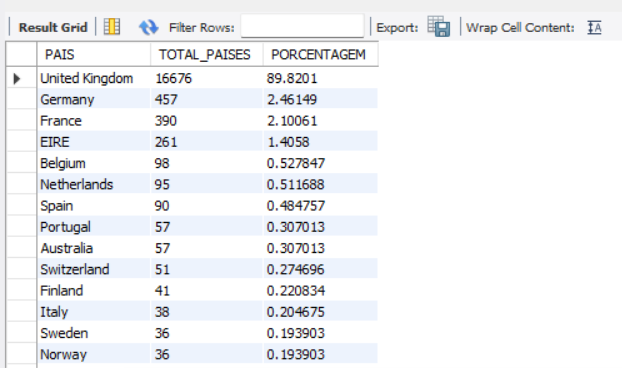 Result Grid Filter Rows: Export: Wrap Cell Content: IA
PAIS TOTAL_PAISES PORCENTAGEM
United Kingdom 16676 89.8201
Germany 457 2.46149
France 390 2.10061
EIRE 261 1.4058
Belgium 98 0.527847
Netherlands 95 0.511688
Spain 90 0.484757
Portugal 57 0.307013
Australia 57 0.307013
Switzerland 51 0.274696
Finland 41 0.220834
Italy 38 0.204675
Sweden 36 0.193903
Norway 36 0.193903